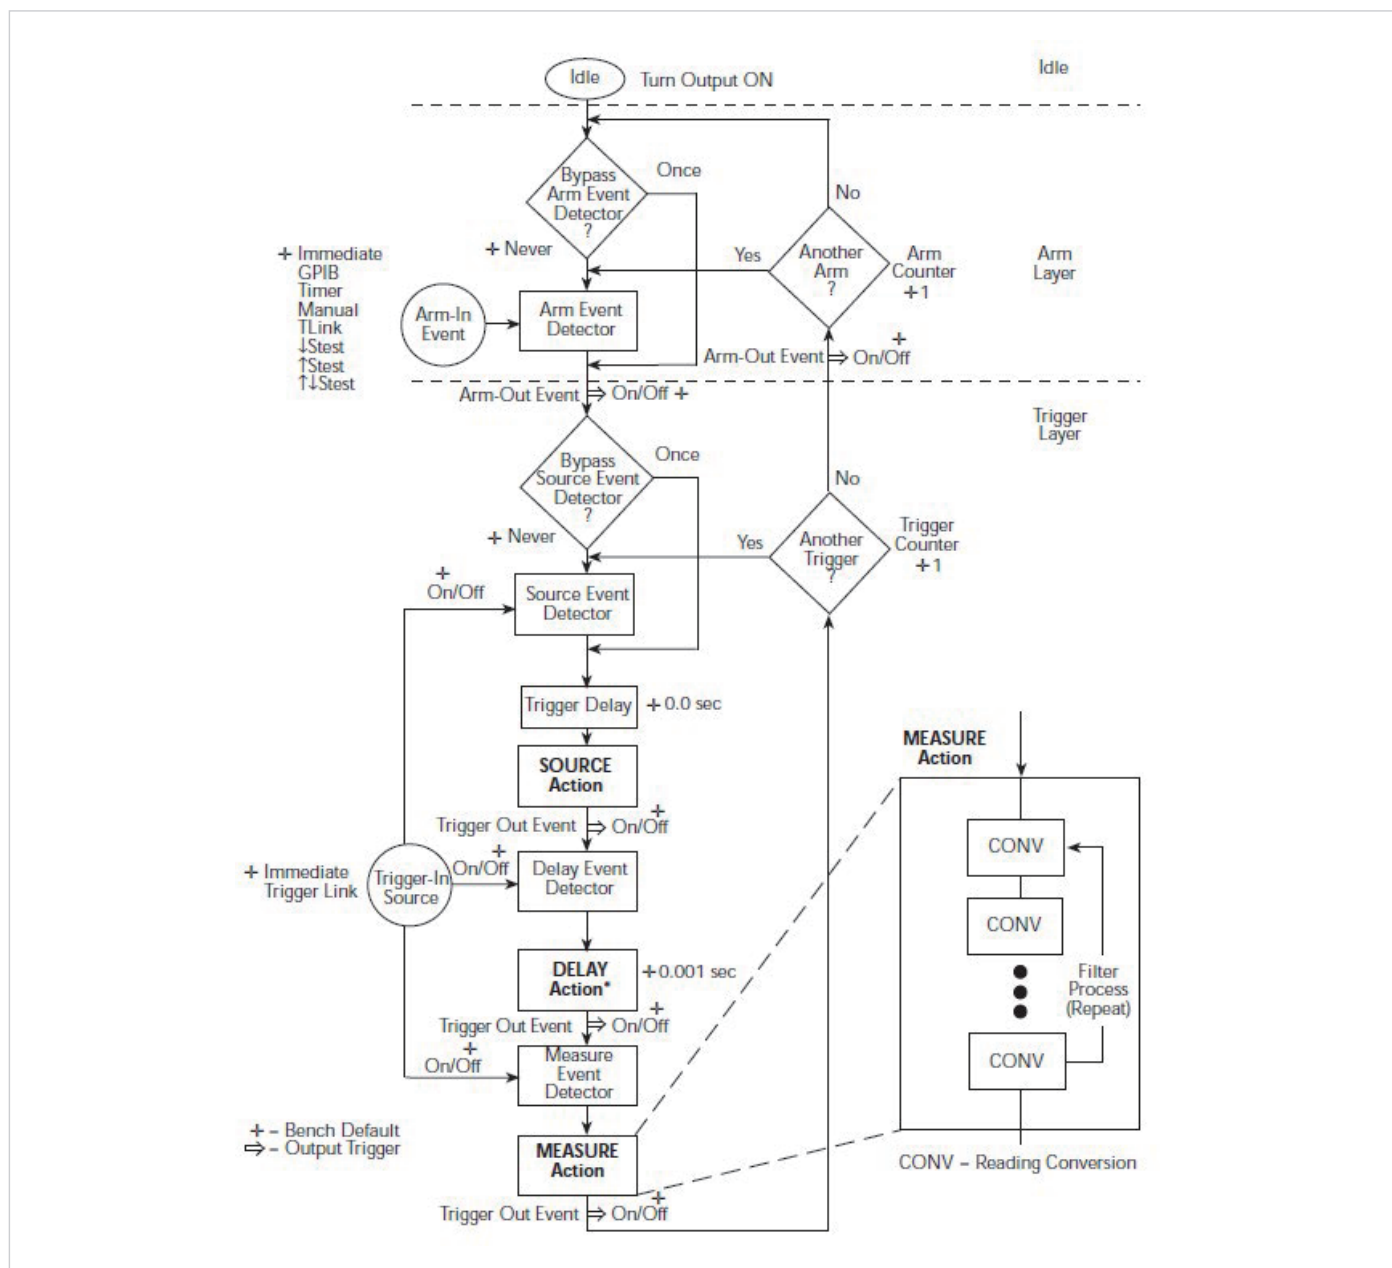 Idle
Turn Output ON
Idle
Bypass
Arm Event
Detector
?
Once
No
✛ Never
Yes
Another
Arm
?
Arm
Counter
✛1
Arm
Layer
✛ Immediate
GPIB
Timer
Manual
TLink
↓Stest
↑Stest
↑↓Stest
Arm-In
Event
Arm Event
Detector
Arm-Out Event ⇒ On/Off ✛
Arm-Out Event ⇒ On/Off ✛
Trigger
Layer
Bypass
Source Event
Detector
?
Once
No
✛ Never
Yes
Another
Trigger
?
Trigger
Counter
✛1
✛
On/Off
Source Event
Detector
Trigger Delay
✛ 0.0 sec
SOURCE
Action
✛
Trigger Out Event ⇒ On/Off
✛ Immediate
Trigger Link
Trigger-In
Source
✛
On/Off
Delay Event
Detector
DELAY
Action*
✛0.001 sec
✛
Trigger Out Event ⇒ On/Off
✛
On/Off
Measure
Event
Detector
✛ – Bench Default
⇒ – Output Trigger
MEASURE
Action
✛
Trigger Out Event ⇒ On/Off
MEASURE
Action
CONV
CONV
Filter
Process
(Repeat)
CONV
CONV – Reading Conversion